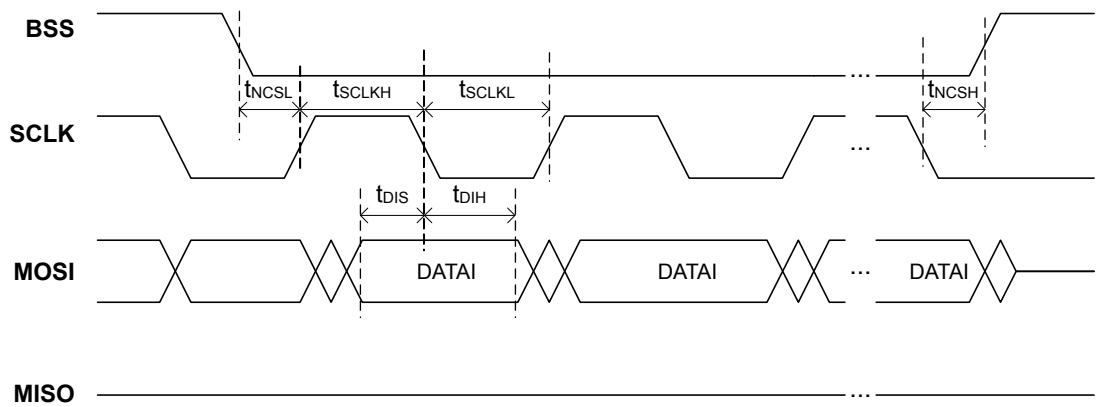 BSS
...
tNCSL
tSCLKH
tSCLKL
tNCSH
SCLK
...
tDIS
tDIH
MOSI
DATAI
DATAI
...
DATAI
MISO
...